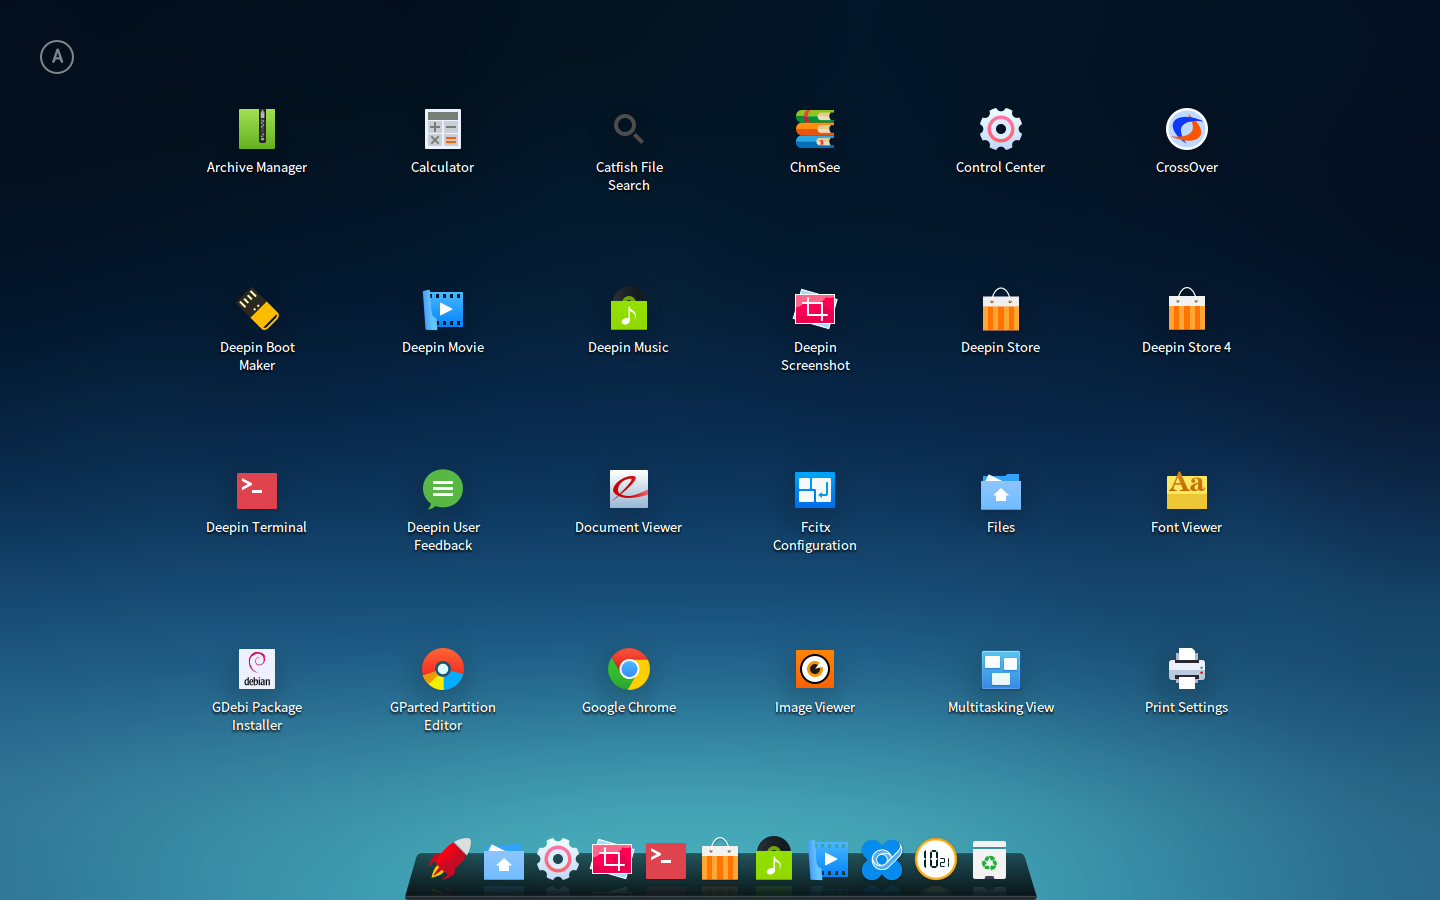 A
Archive Manager
Calculator
Catfish File
Search
ChmSee
Control Center
CrossOver
Deepin Boot
Maker
Deepin Movie
Deepin Music
Deepin
Screenshot
Deepin Store
Deepin Store 4
>_
Deepin Terminal
Deepin User
Feedback
Document Viewer
Fcitx
Configuration
Files
Aa
Font Viewer
debian
GDebi Package
Installer
GParted Partition
Editor
Google Chrome
Image Viewer
Multitasking View
Print Settings
>_
10 21